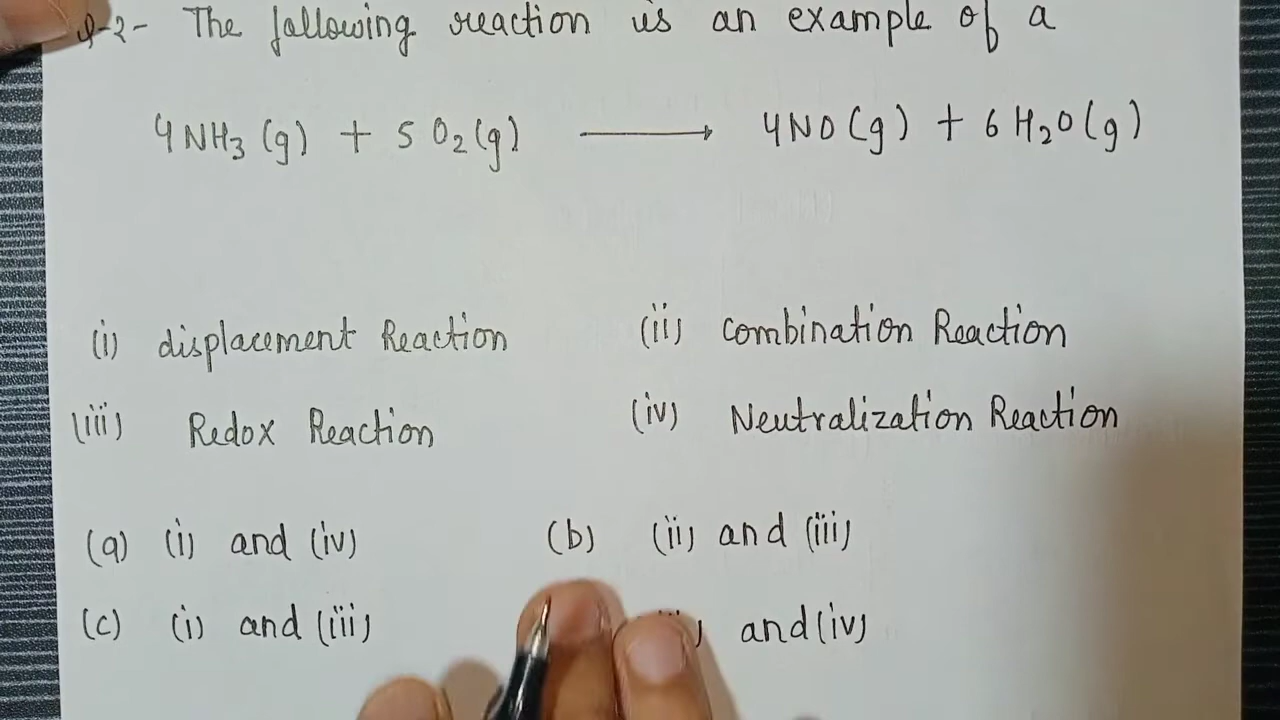 Q-2- The following reaction is an example of a
4NH₃ (g) + 5 O₂ (g) ⟶ 4NO (g) + 6 H₂O (g)
(i) displacement Reaction (ii) Combination Reaction
(iii) Redox Reaction (iv) Neutralization Reaction
(a) (i) and (iv) (b) (ii) and (iii)
(c) (i) and (iii) and (iv)